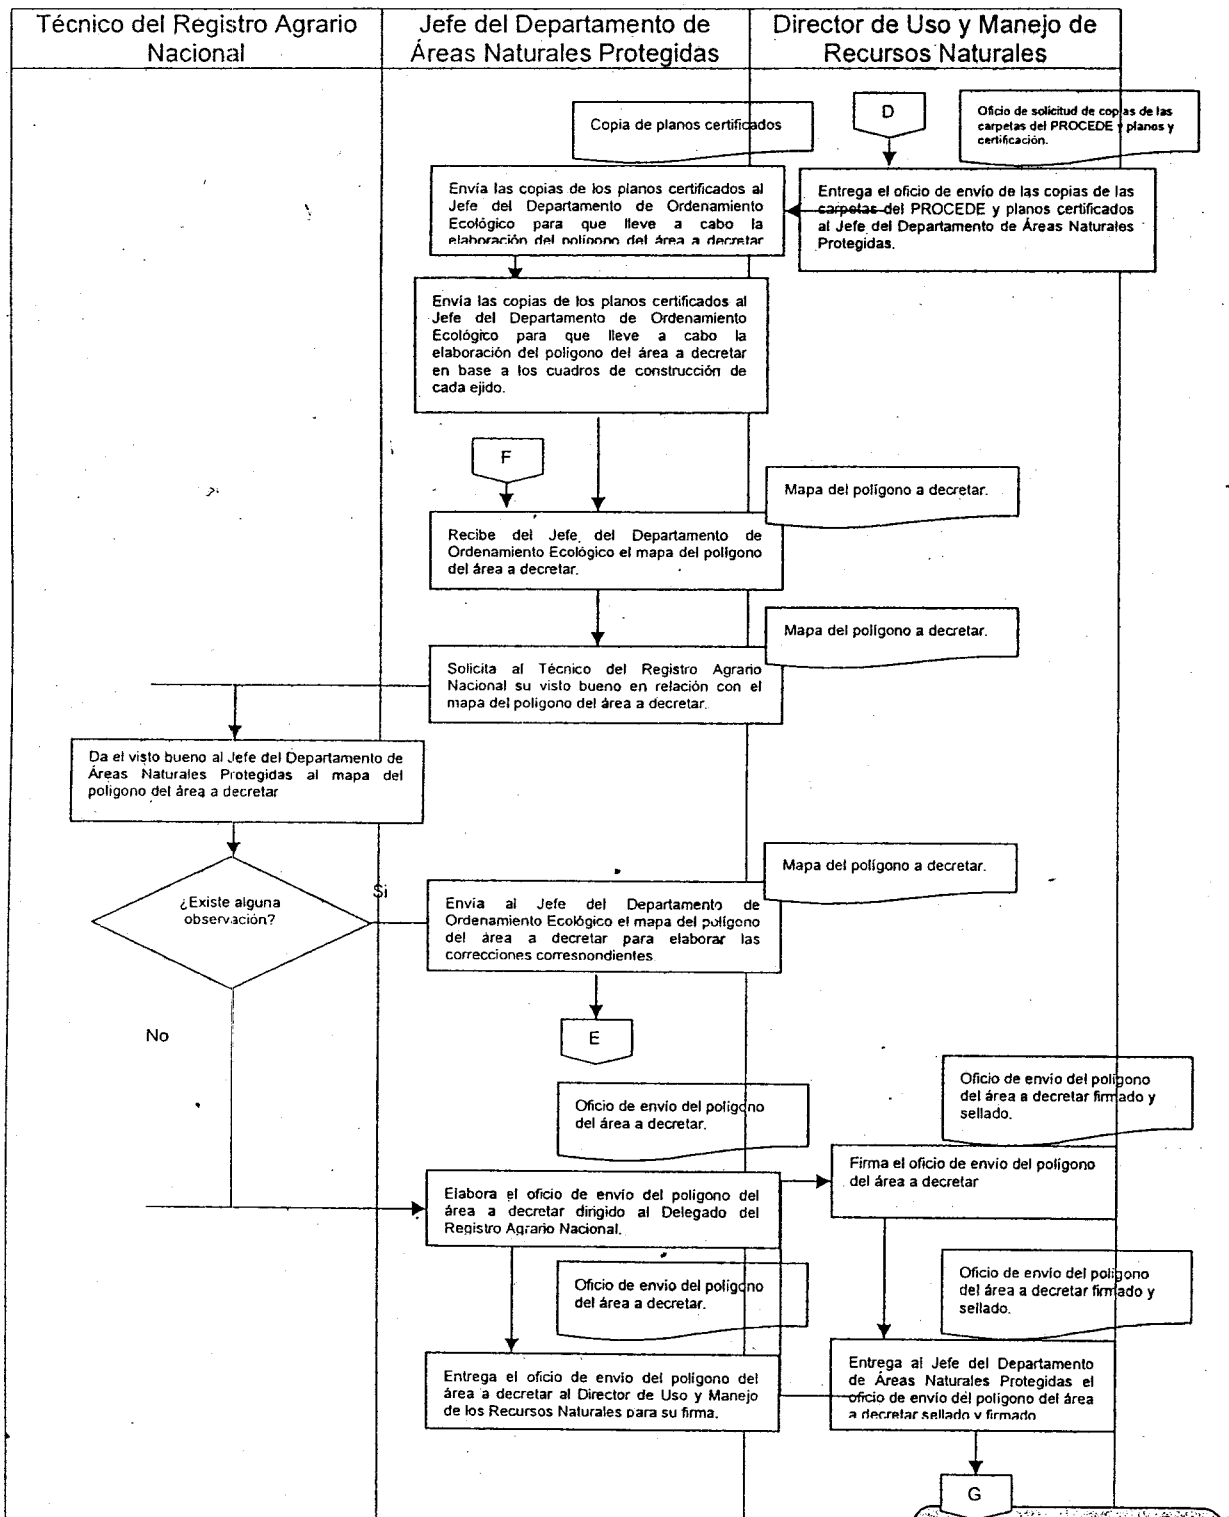 Técnico del Registro Agrario
Nacional
Jefe del Departamento de
Áreas Naturales Protegidas
Director de Uso y Manejo de
Recursos Naturales
Copia de planos certificados
D
Oficio de solicitud de copias de las
carpetas del PROCEDE y planos y
certificación.
Envía las copias de los planos certificados al
Jefe del Departamento de Ordenamiento
Ecológico para que lleve a cabo la
elaboración del polígono del área a decretar
Entrega el oficio de envío de las copias de las
carpetas del PROCEDE y planos certificados
al Jefe del Departamento de Áreas Naturales
Protegidas.
Envía las copias de los planos certificados al
Jefe del Departamento de Ordenamiento
Ecológico para que lleve a cabo la
elaboración del polígono del área a decretar
en base a los cuadros de construcción de
cada ejido.
F
Mapa del polígono a decretar.
Recibe del Jefe del Departamento de
Ordenamiento Ecológico el mapa del polígono
del área a decretar.
Mapa del polígono a decretar.
Solicita al Técnico del Registro Agrario
Nacional su visto bueno en relación con el
mapa del polígono del área a decretar.
Da el visto bueno al Jefe del Departamento de
Áreas Naturales Protegidas al mapa del
polígono del área a decretar
Mapa del polígono a decretar.
¿Existe alguna
observación?
Si
Envía al Jefe del Departamento de
Ordenamiento Ecológico el mapa del polígono
del área a decretar para elaborar las
correcciones correspondientes
E
No
Oficio de envío del polígono
del área a decretar.
Oficio de envío del polígono
del área a decretar firmado y
sellado.
Elabora el oficio de envío del polígono del
área a decretar dirigido al Delegado del
Registro Agrario Nacional.
Firma el oficio de envío del polígono
del área a decretar
Oficio de envío del polígono
del área a decretar.
Oficio de envío del polígono
del área a decretar firmado y
sellado.
Entrega el oficio de envío del polígono del
área a decretar al Director de Uso y Manejo
de los Recursos Naturales para su firma.
Entrega al Jefe del Departamento
de Áreas Naturales Protegidas el
oficio de envío del polígono del área
a decretar sellado y firmado
G